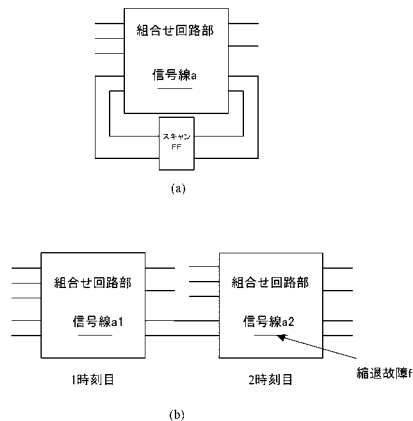 組合せ回路部
信号線a
スキャン
FF
(a)
組合せ回路部
組合せ回路部
信号線a1
信号線a2
縮退故障f
1時刻目
2時刻目
(b)